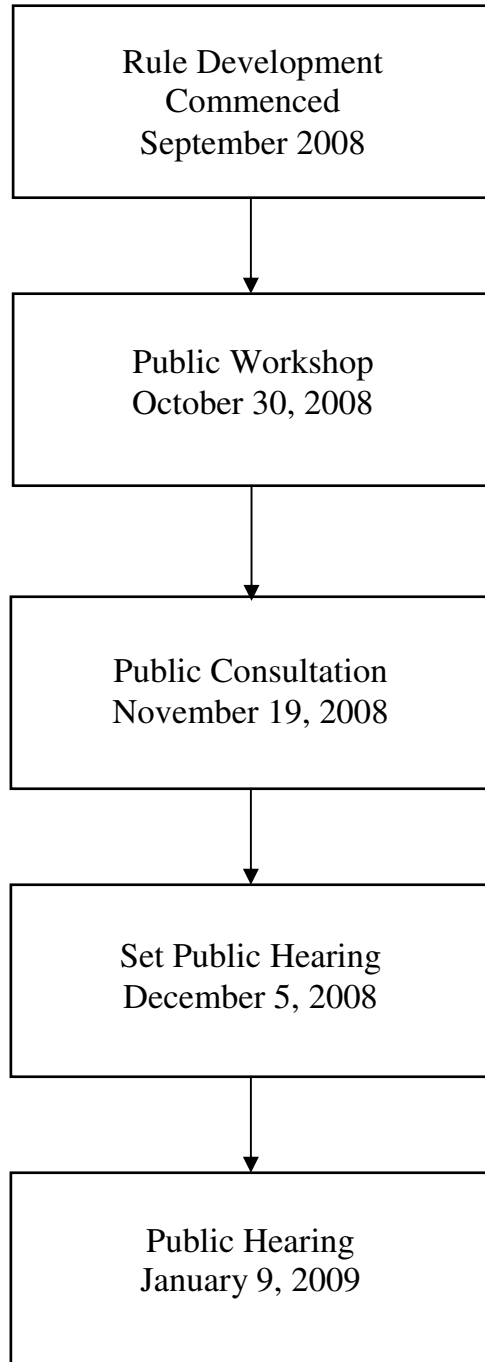 Rule Development
Commenced
September 2008
Public Workshop
October 30, 2008
Public Consultation
November 19, 2008
Set Public Hearing
December 5, 2008
Public Hearing
January 9, 2009